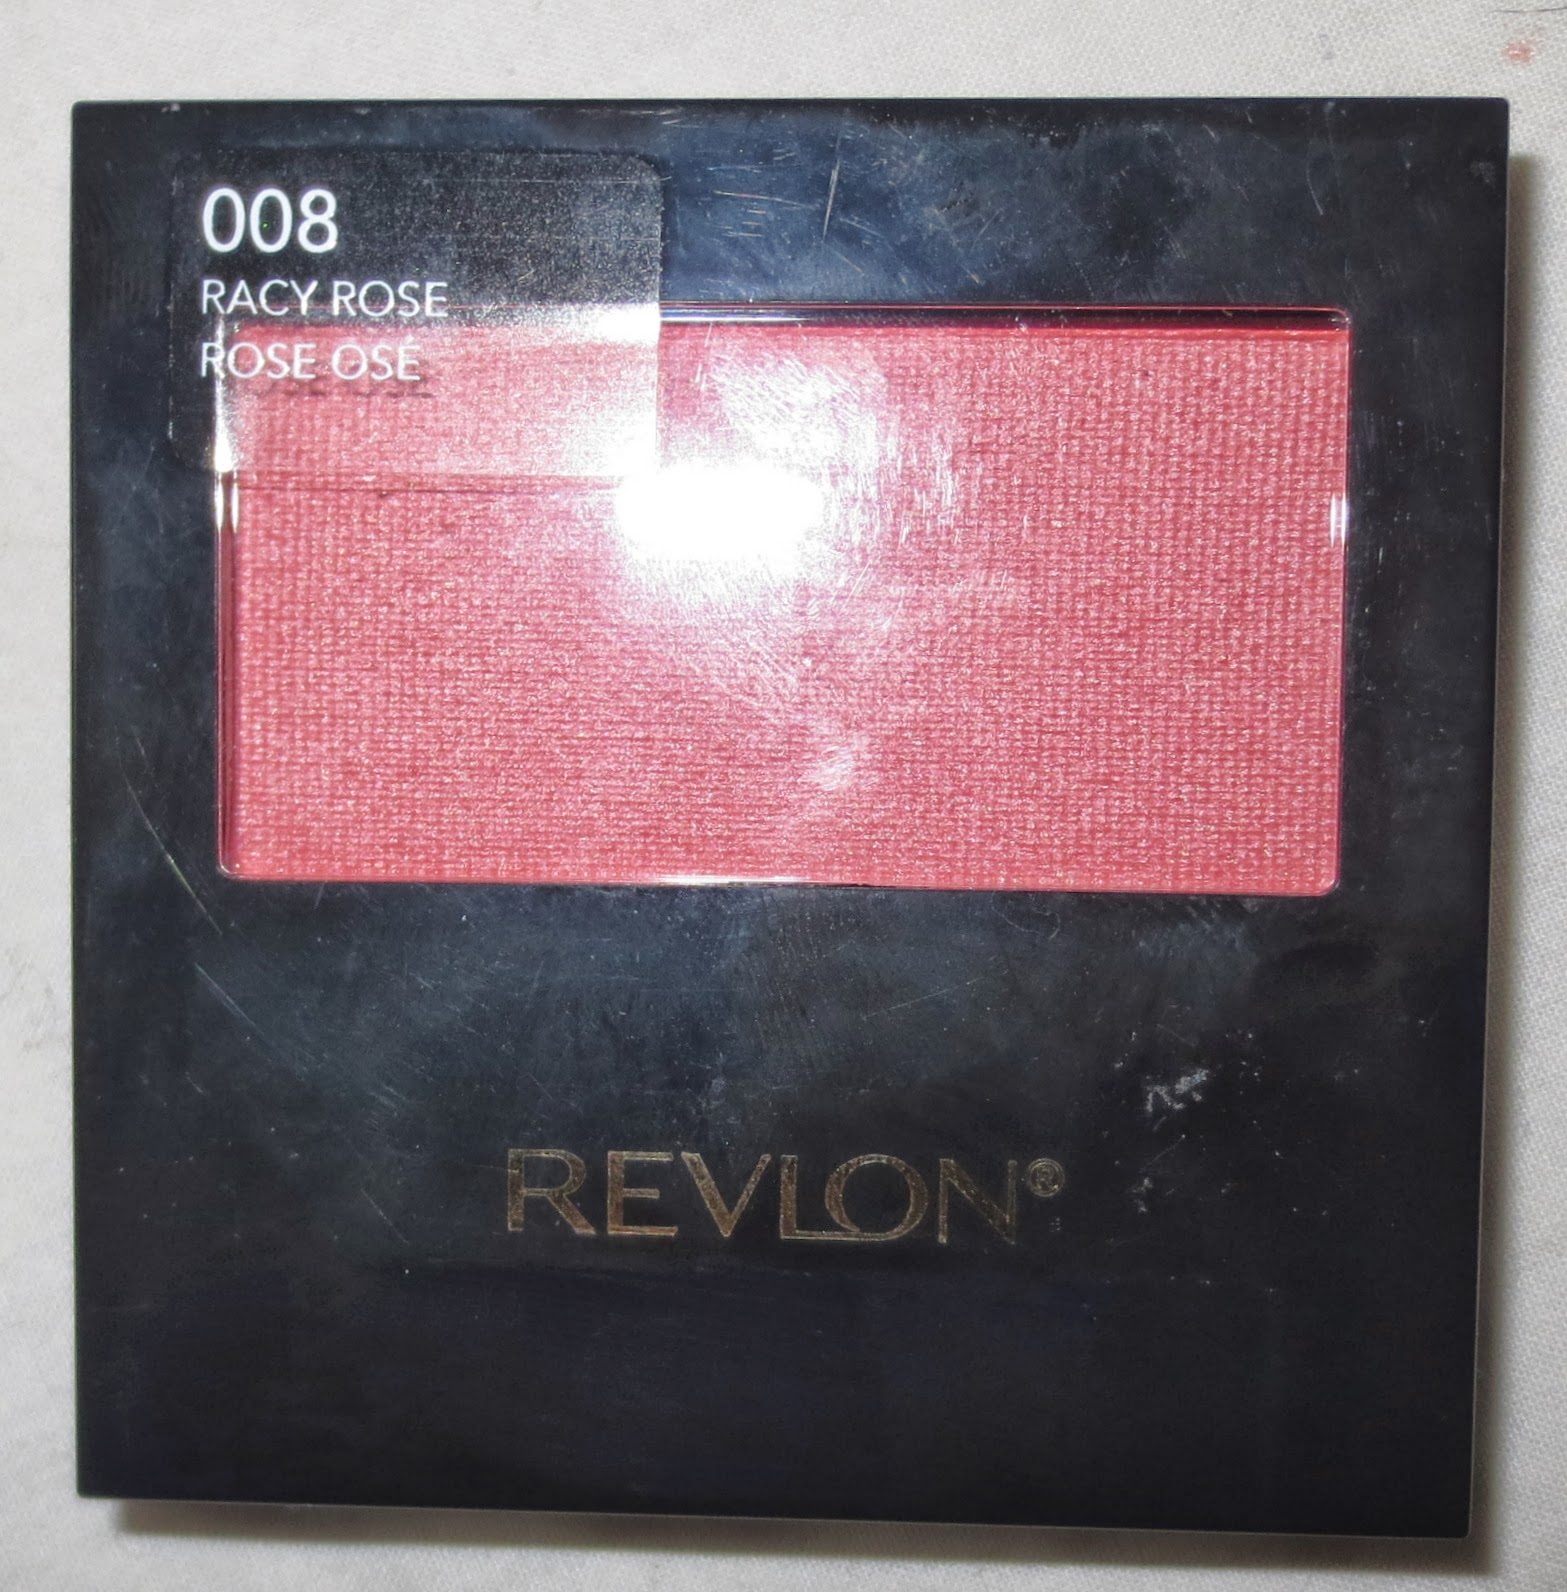 008
RACY ROSE
ROSE OSÉ
REVLON®